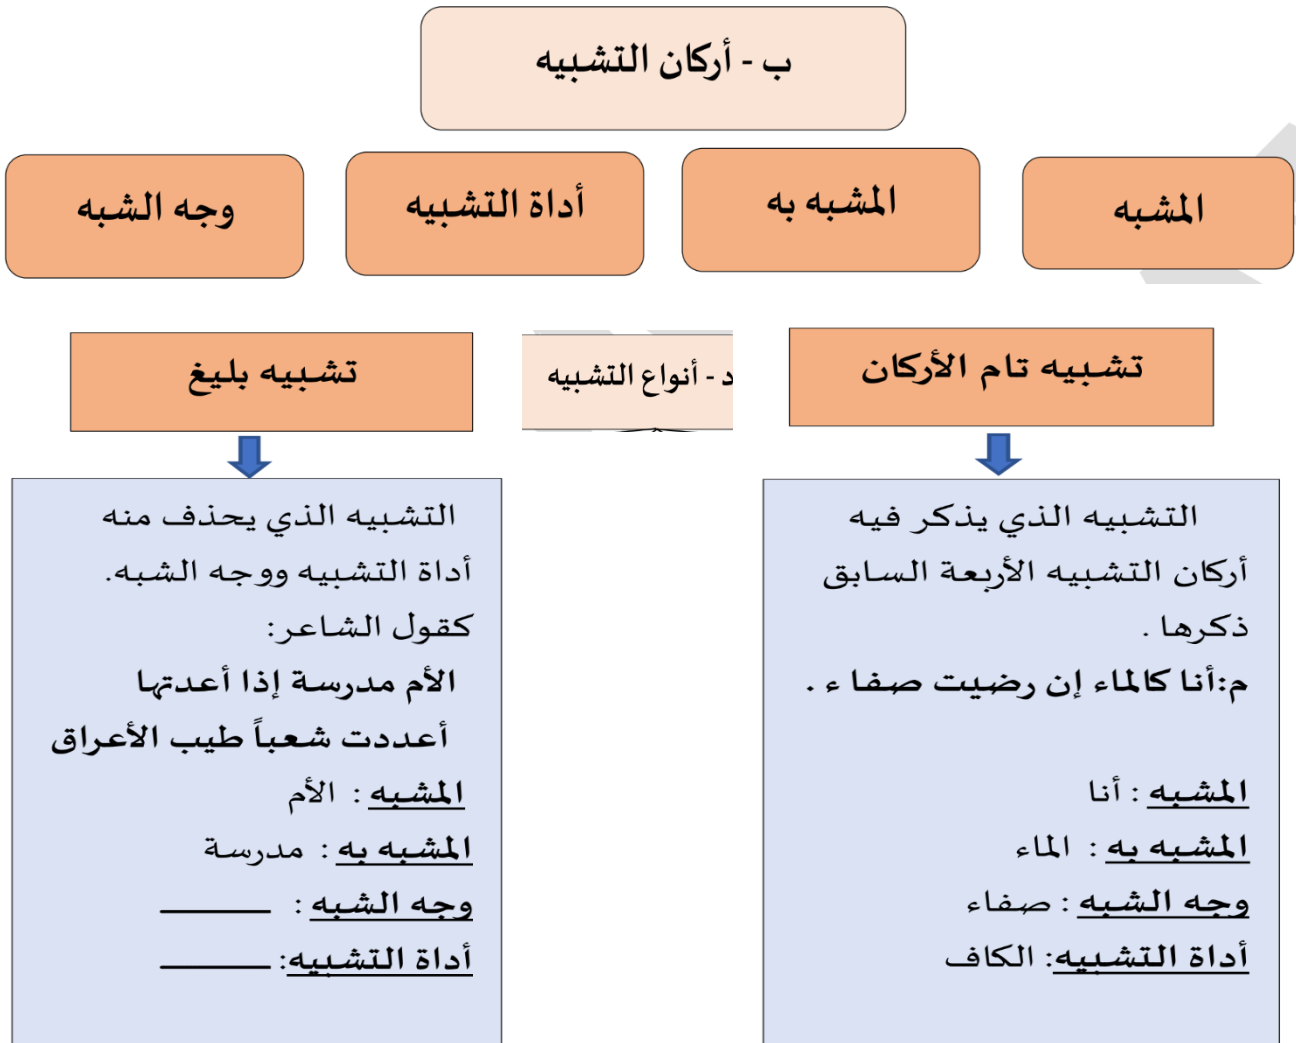 ب - أركان التشبيه
المشبه
المشبه به
أداة التشبيه
وجه الشبه
د - أنواع التشبيه
تشبيه تام الأركان
التشبيه الذي يذكر فيه
أركان التشبيه الأربعة السابق
ذكرها .
م:أنا كالماء إن رضيت صفا ء .
المشبه : أنا
المشبه به : الماء
وجه الشبه : صفاء
أداة التشبيه: الكاف
تشبيه بليغ
التشبيه الذي يحذف منه
أداة التشبيه ووجه الشبه.
كقول الشاعر:
الأم مدرسة إذا أعدتها
أعددت شعباً طيب الأعراق
المشبه : الأم
المشبه به : مدرسة
وجه الشبه : ــــــــــ
أداة التشبيه: ــــــــــ